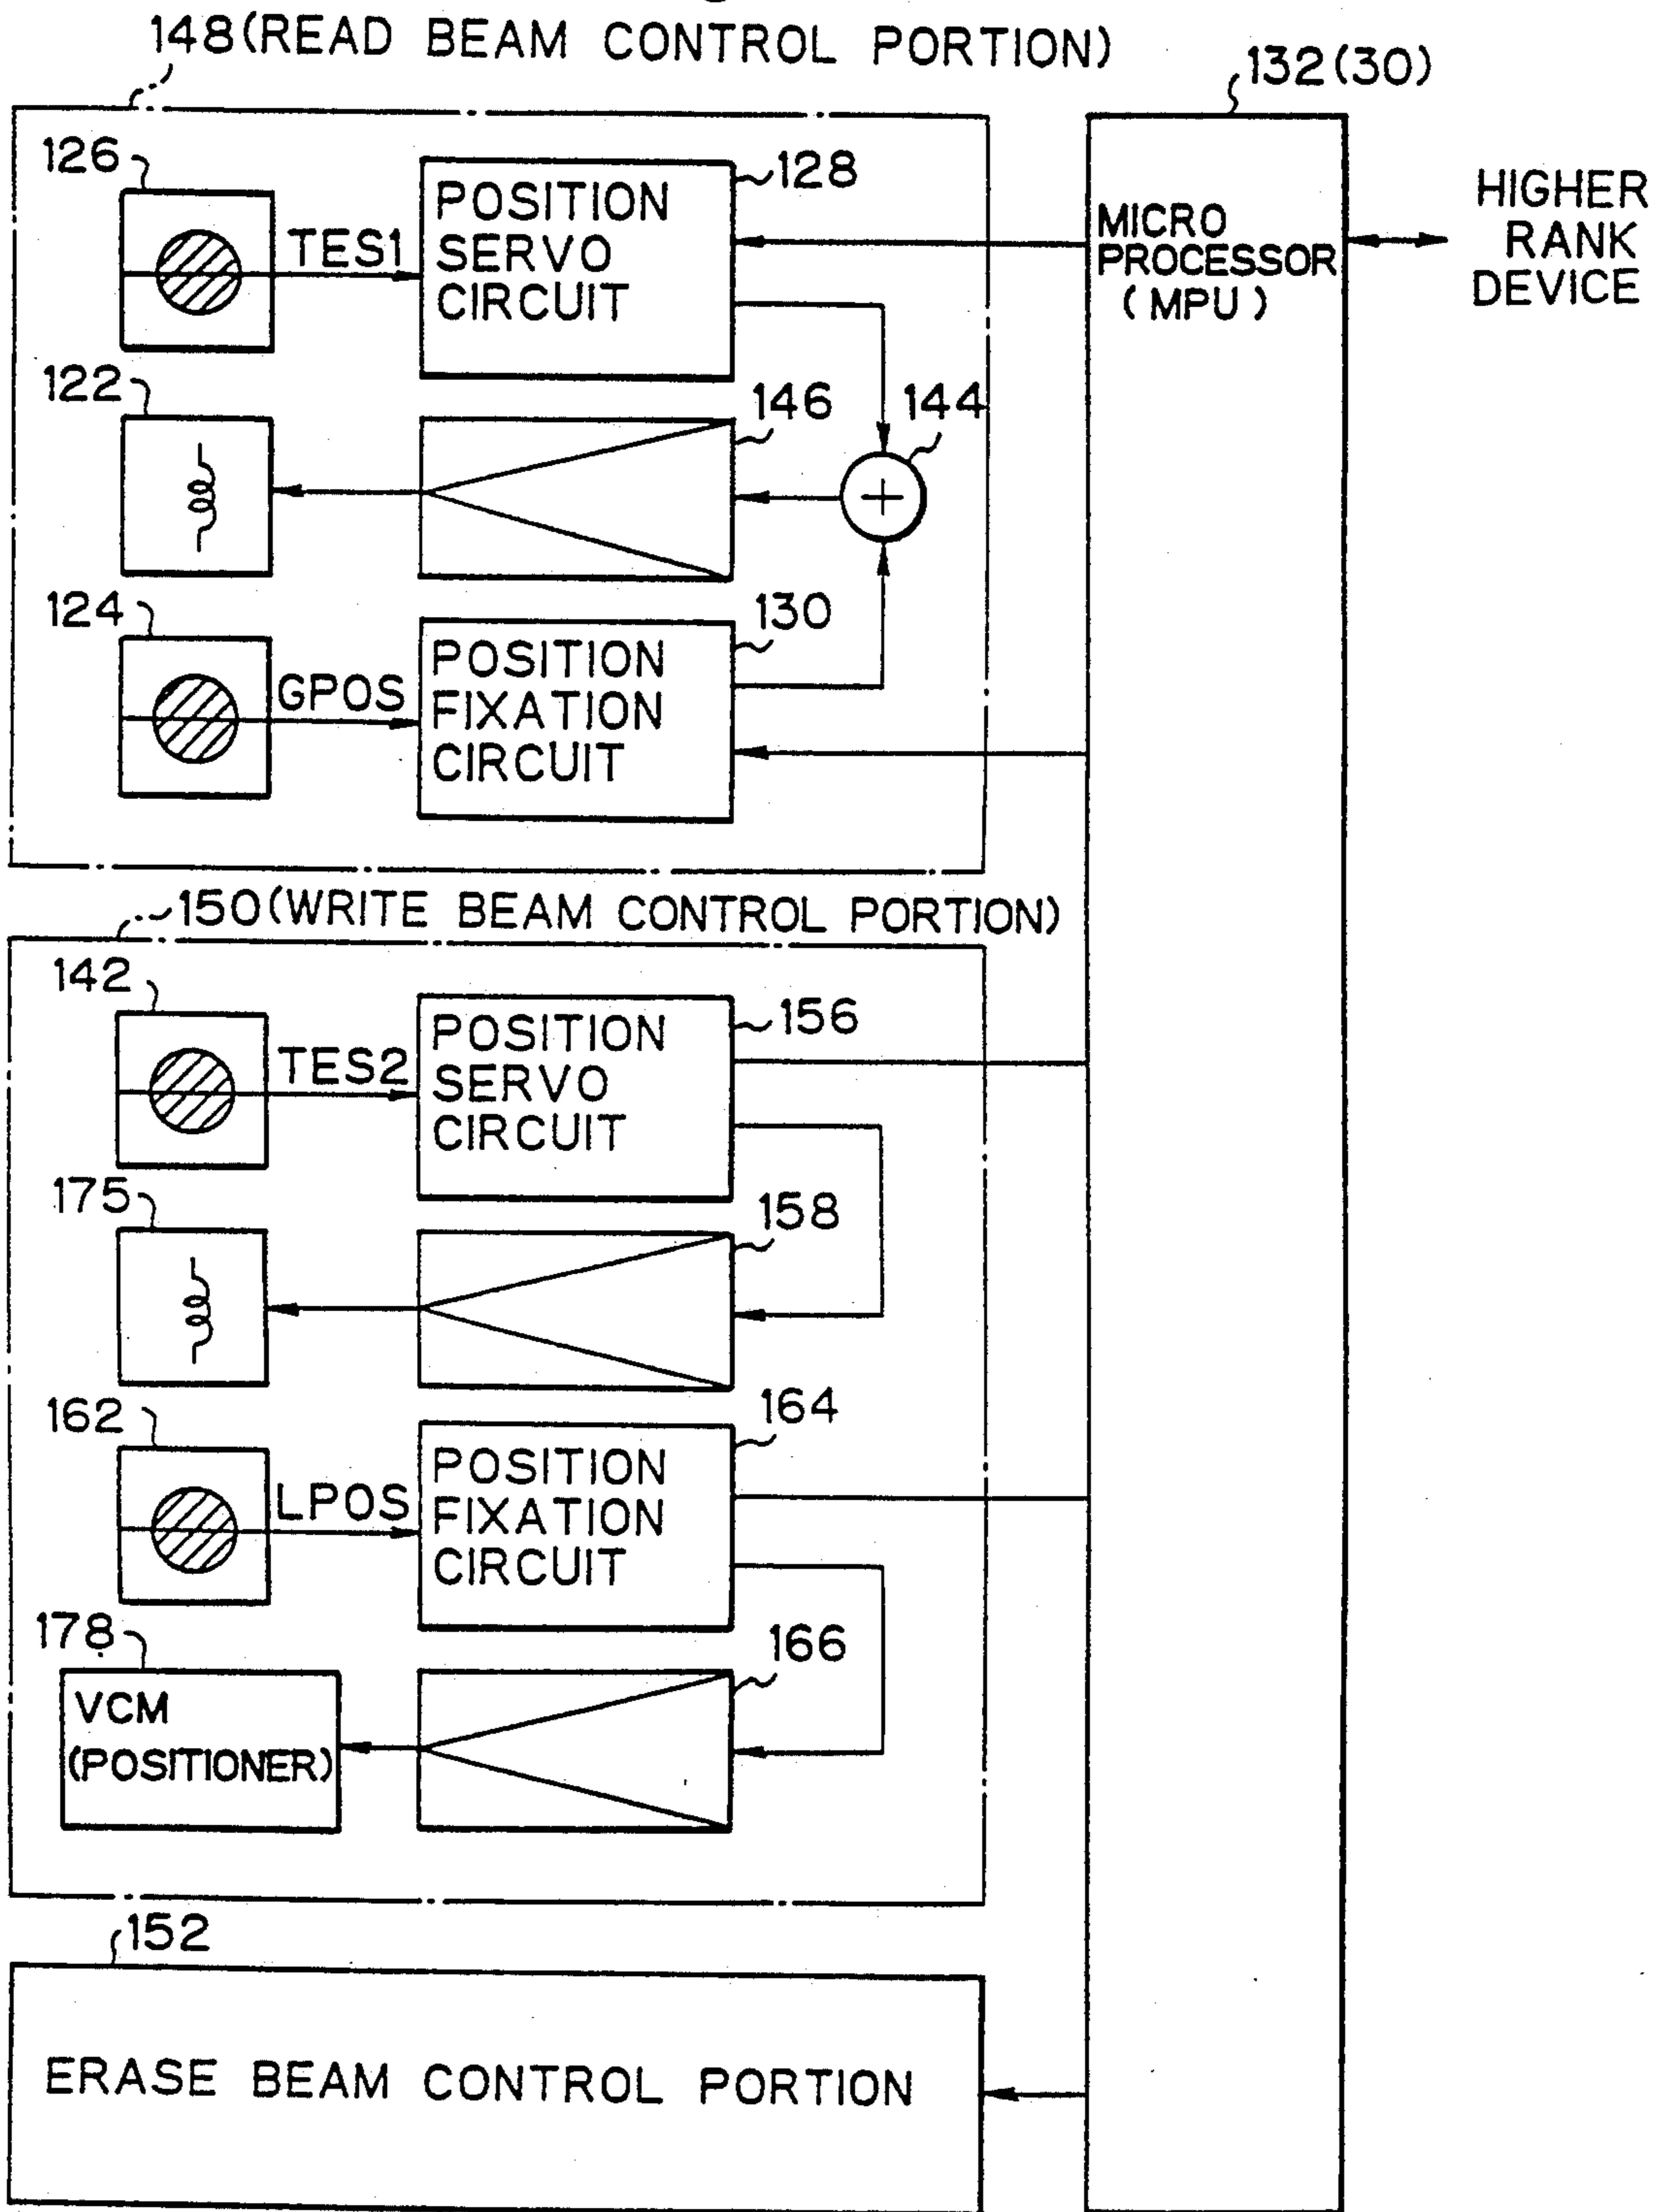 148(READ BEAM CONTROL PORTION)
132(30)
126
TES1
POSITION
SERVO
CIRCUIT
128
MICRO
PROCESSOR
(MPU)
HIGHER
RANK
DEVICE
122
146
144
+
124
GPOS
POSITION
FIXATION
CIRCUIT
130
150(WRITE BEAM CONTROL PORTION)
142
TES2
POSITION
SERVO
CIRCUIT
156
175
158
162
LPOS
POSITION
FIXATION
CIRCUIT
164
178
VCM
(POSITIONER)
166
152
ERASE BEAM CONTROL PORTION